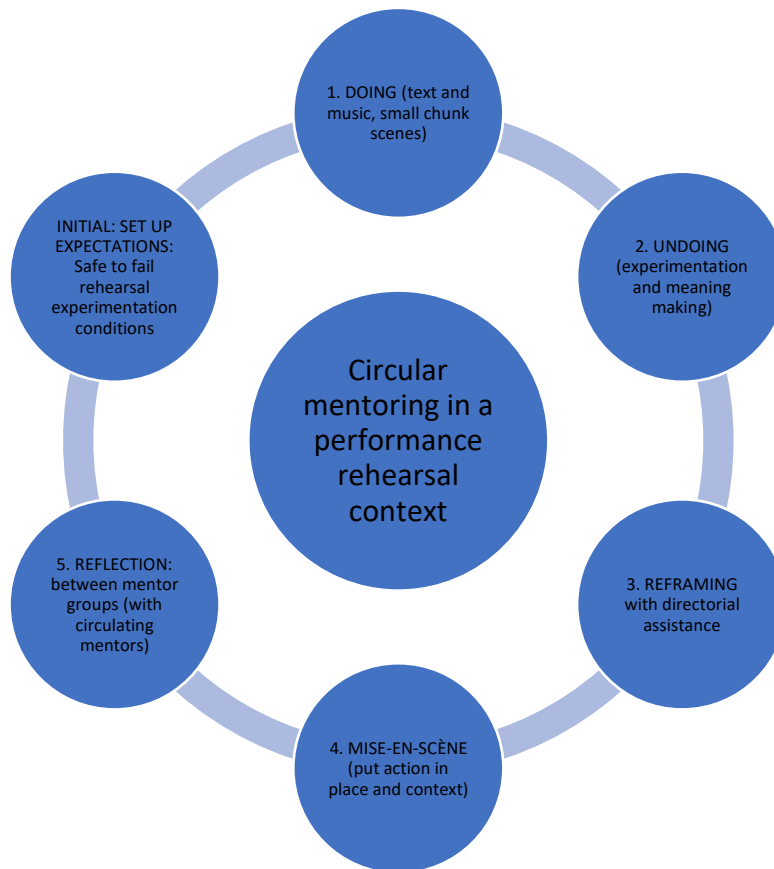 1. DOING (text and
music, small chunk
scenes)
INITIAL: SET UP
EXPECTATIONS:
Safe to fail
rehearsal
experimentation
conditions
2. UNDOING
(experimentation
and meaning
making)
Circular
mentoring in a
performance
rehearsal
context
5. REFLECTION:
between mentor
groups (with
circulating
mentors)
3. REFRAMING
with directorial
assistance
4. MISE-EN-SCÈNE
(put action in
place and context)